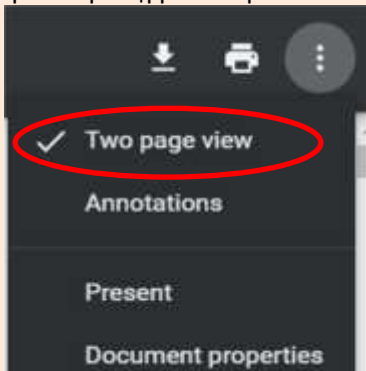 Two page view
Annotations
Present
Document properties